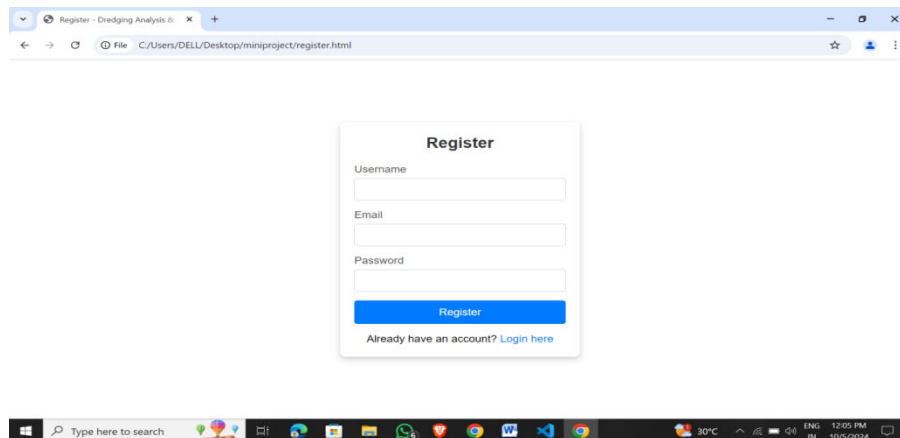 Register - Dredging Analysis &
File C:/Users/DELL/Desktop/miniproject/register.html
Register
Username
Email
Password
Register
Already have an account? Login here
Type here to search
30°C
ENG
IN
12:05 PM
10/5/2024